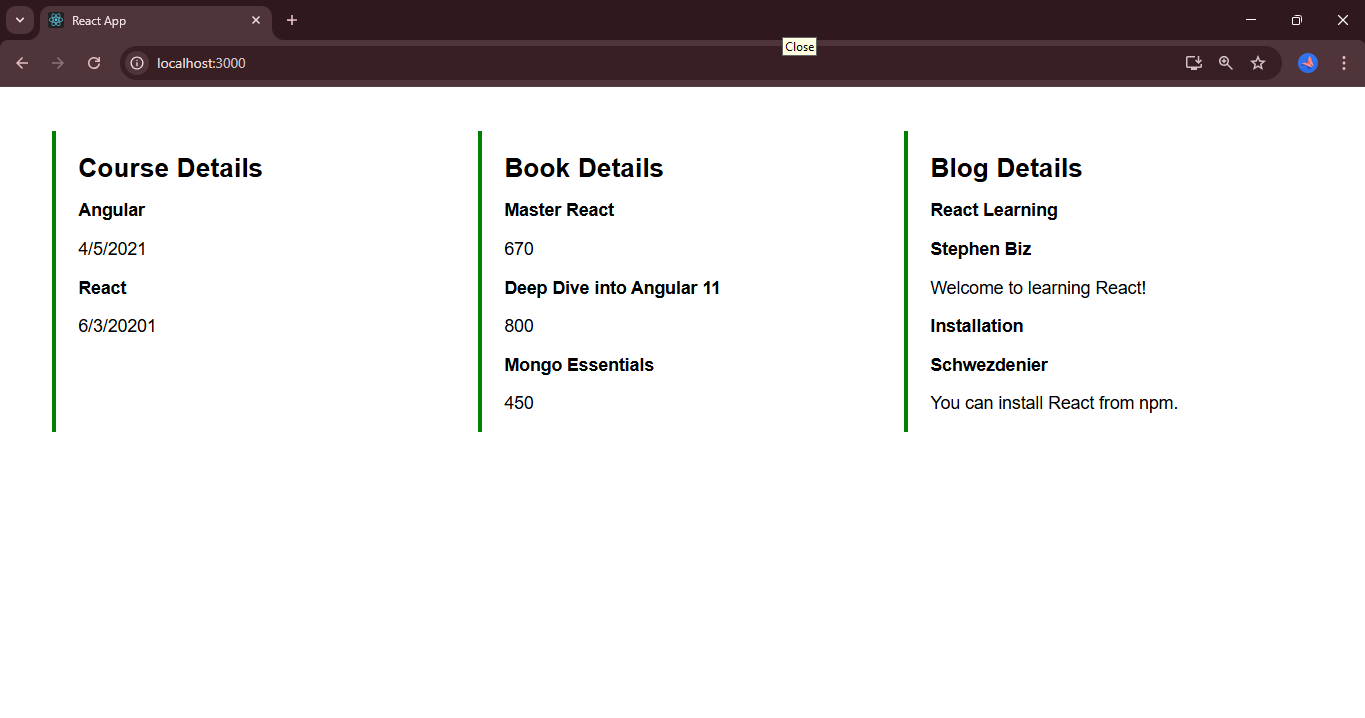 React App
Close
localhost:3000
Course Details
Angular
4/5/2021
React
6/3/20201
Book Details
Master React
670
Deep Dive into Angular 11
800
Mongo Essentials
450
Blog Details
React Learning
Stephen Biz
Welcome to learning React!
Installation
Schwezdenier
You can install React from npm.